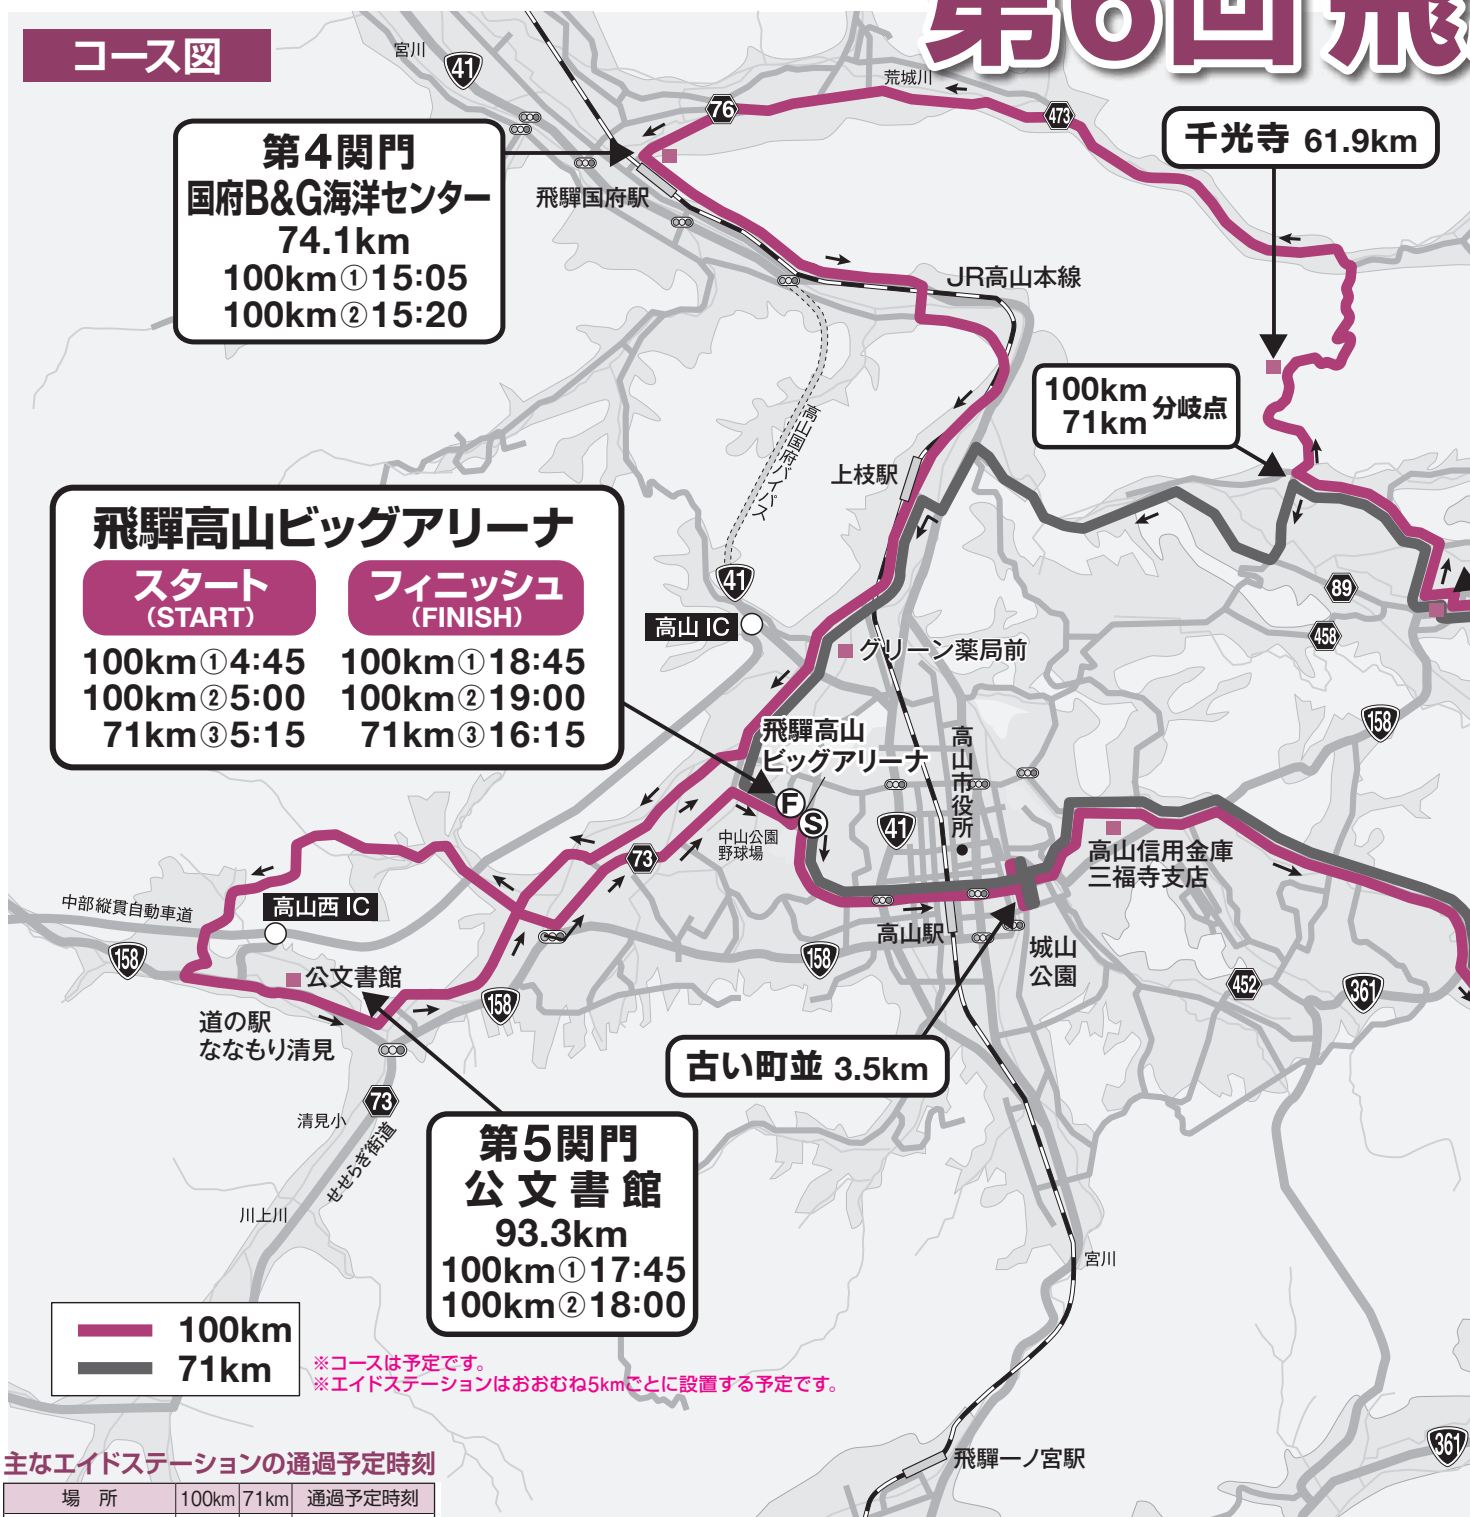 コース図
第6回 飛
宮川
41
荒城川
76
473
千光寺 61.9km
第4関門
国府B&G海洋センター
74.1km
100km①15:05
100km②15:20
飛驒国府駅
JR高山本線
100km
71km
分岐点
上枝駅
高山国府バイパス
飛驒高山ビッグアリーナ
スタート
(START)
フィニッシュ
(FINISH)
100km①4:45
100km②5:00
71km③5:15
100km①18:45
100km②19:00
71km③16:15
41
高山 IC
89
458
グリーン薬局前
158
飛驒高山
ビッグアリーナ
高山市役所
F
S
41
中山公園
野球場
73
高山信用金庫
三福寺支店
中部縦貫自動車道
高山西 IC
158
高山駅
158
城山
公園
452
361
公文書館
158
道の駅
ななもり清見
古い町並 3.5km
73
清見小
せせらぎ街道
川上川
第5関門
公文書館
93.3km
100km①17:45
100km②18:00
宮川
100km
71km
※コースは予定です。
※エイドステーションはおおむね5kmごとに設置する予定です。
361
飛驒一ノ宮駅
主なエイドステーションの通過予定時刻
場 所 100km 71km 通過予定時刻